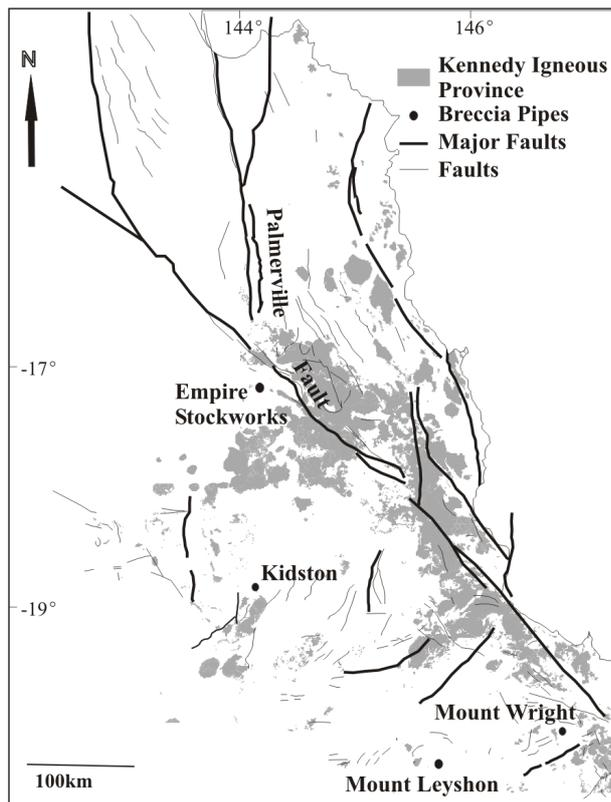 144°
146°
N
Kennedy Igneous
Province
Breccia Pipes
Major Faults
Faults
Palmerville
Fault
-17°
Empire
Stockworks
Kidston
-19°
Mount Wright
Mount Leyshon
100km